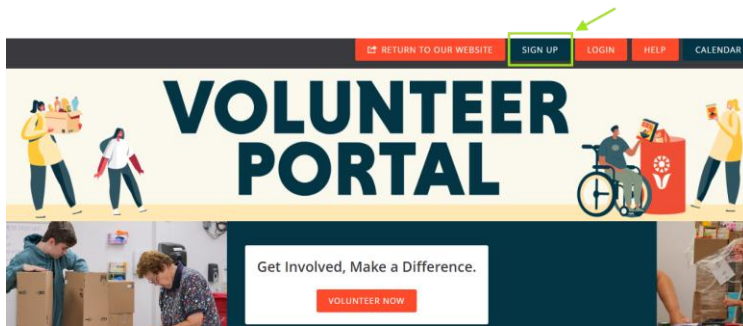 RETURN TO OUR WEBSITE SIGN UP LOGIN HELP CALENDAR
VOLUNTEER
PORTAL
Get Involved, Make a Difference.
VOLUNTEER NOW